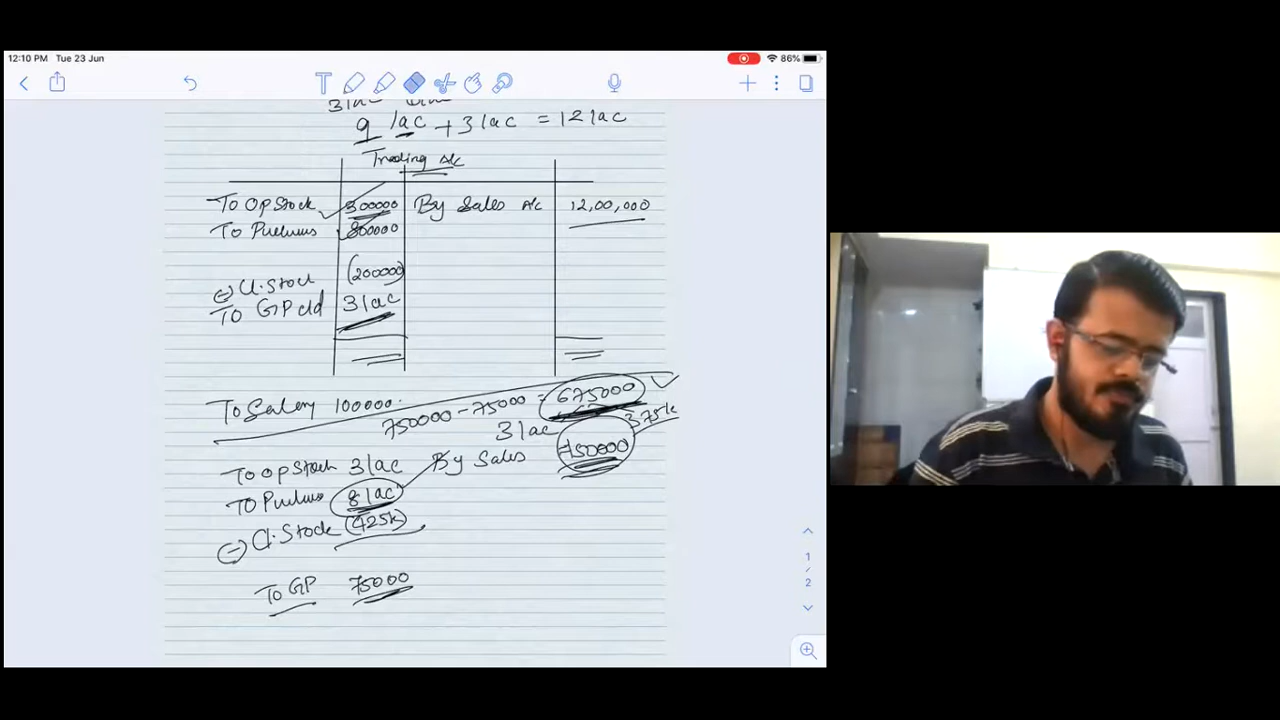 12:10 PM Tue 23 Jun
86%
9 lac + 3 lac = 12 lac
Trading A/c
To Op Stock 300000 By Sales A/c 12,00,000
To Purchases 800000
(-) Cl. Stock (200000)
To GP c/d 3 lac
To Salary 100000.
750000 - 75000 = 675000
3 lac 375k
To Op Stock 3 lac By Sales 750000
To Purchases 8 lac
(-) Cl. Stock (425k)
To GP 75000
1
/
2